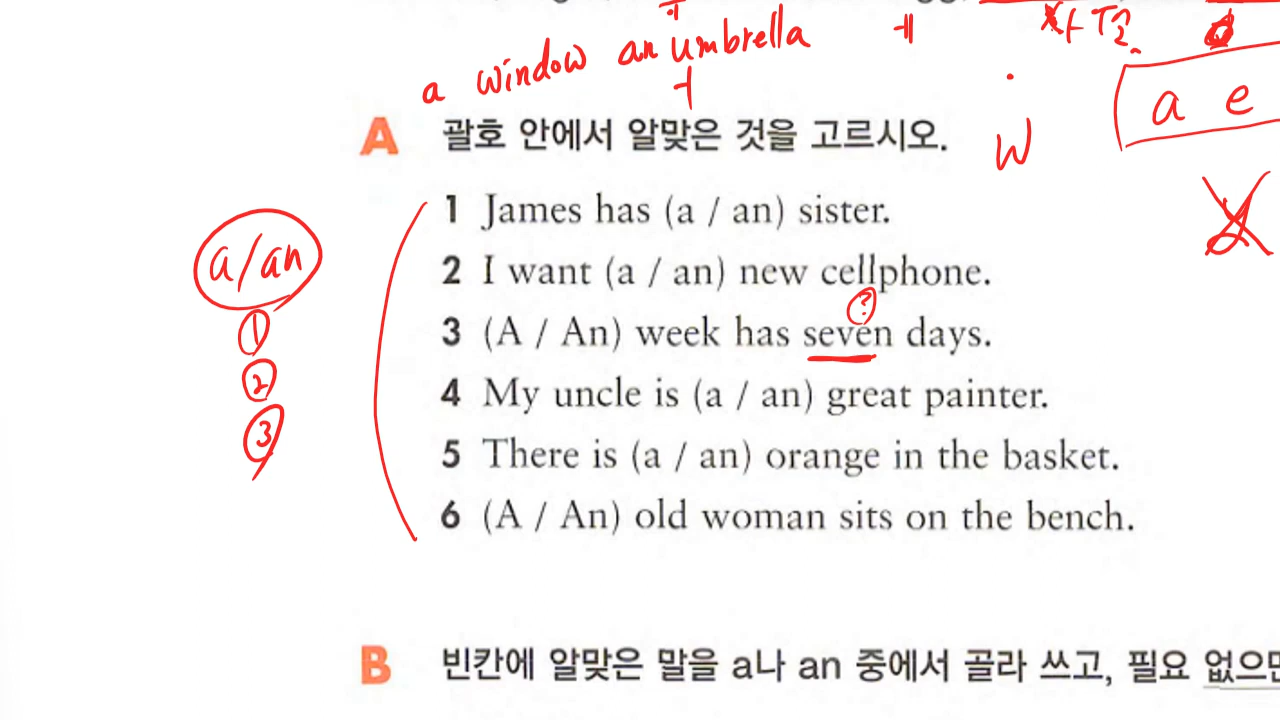 a window an umbrella
a e
A 괄호 안에서 알맞은 것을 고르시오.
W
a/an
①
②
③
1 James has (a / an) sister.
2 I want (a / an) new cellphone.
?
3 (A / An) week has seven days.
4 My uncle is (a / an) great painter.
5 There is (a / an) orange in the basket.
6 (A / An) old woman sits on the bench.
B 빈칸에 알맞은 말을 a나 an 중에서 골라 쓰고, 필요